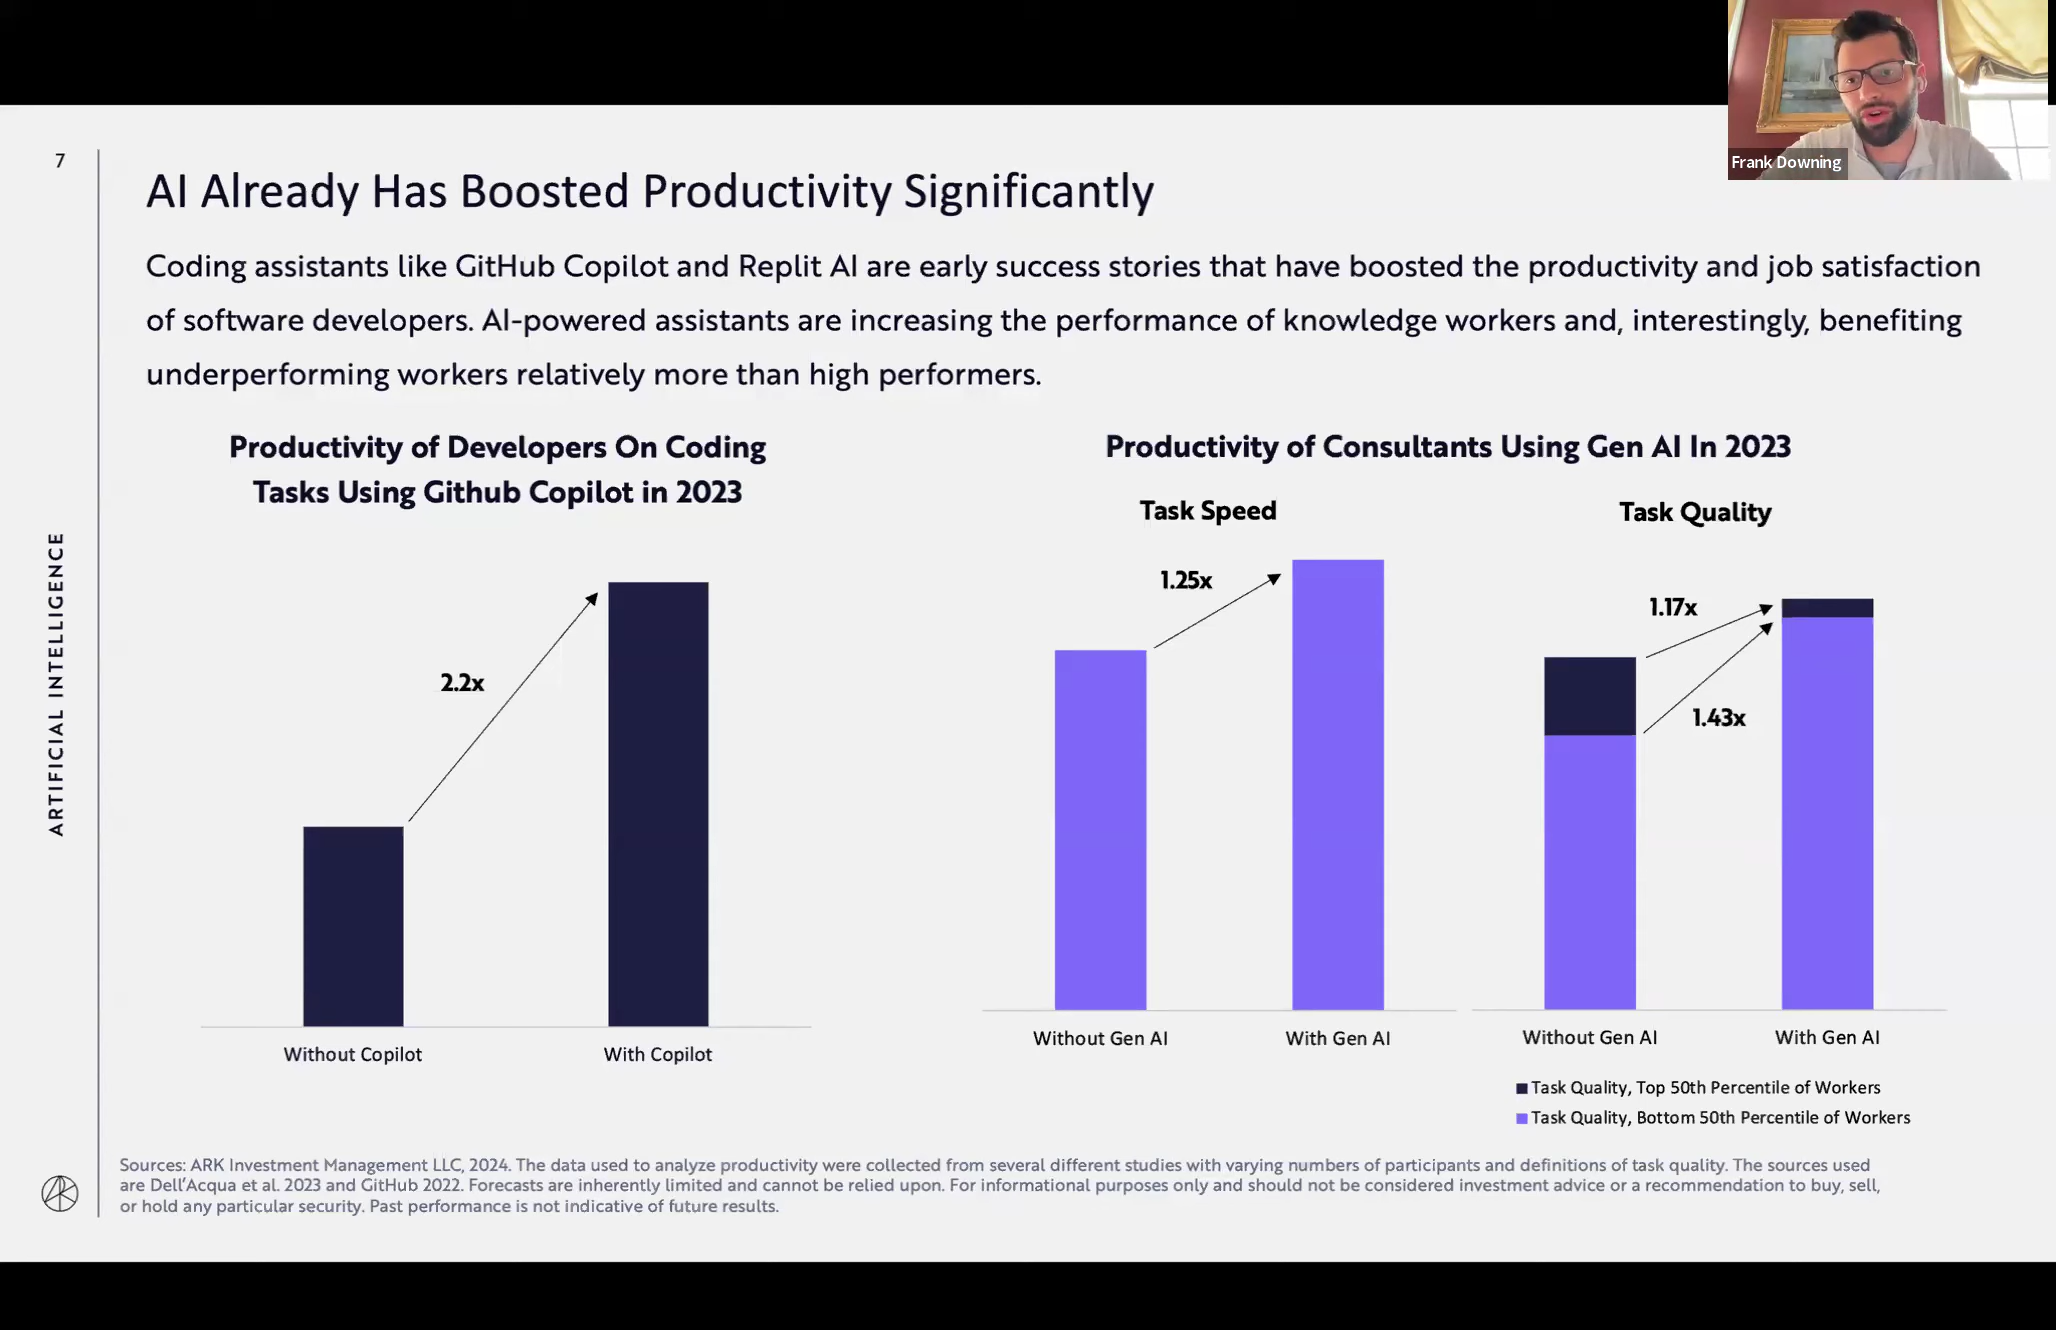 Frank Downing
7
AI Already Has Boosted Productivity Significantly
Coding assistants like GitHub Copilot and Replit AI are early success stories that have boosted the productivity and job satisfaction
of software developers. AI-powered assistants are increasing the performance of knowledge workers and, interestingly, benefiting
underperforming workers relatively more than high performers.
ARTIFICIAL INTELLIGENCE
Productivity of Developers On Coding
Tasks Using Github Copilot in 2023
2.2x
Without Copilot
With Copilot
Productivity of Consultants Using Gen AI In 2023
Task Speed
1.25x
Without Gen AI
With Gen AI
Task Quality
1.17x
1.43x
Without Gen AI
With Gen AI
Task Quality, Top 50th Percentile of Workers
Task Quality, Bottom 50th Percentile of Workers
Sources: ARK Investment Management LLC, 2024. The data used to analyze productivity were collected from several different studies with varying numbers of participants and definitions of task quality. The sources used
are Dell'Acqua et al. 2023 and GitHub 2022. Forecasts are inherently limited and cannot be relied upon. For informational purposes only and should not be considered investment advice or a recommendation to buy, sell,
or hold any particular security. Past performance is not indicative of future results.